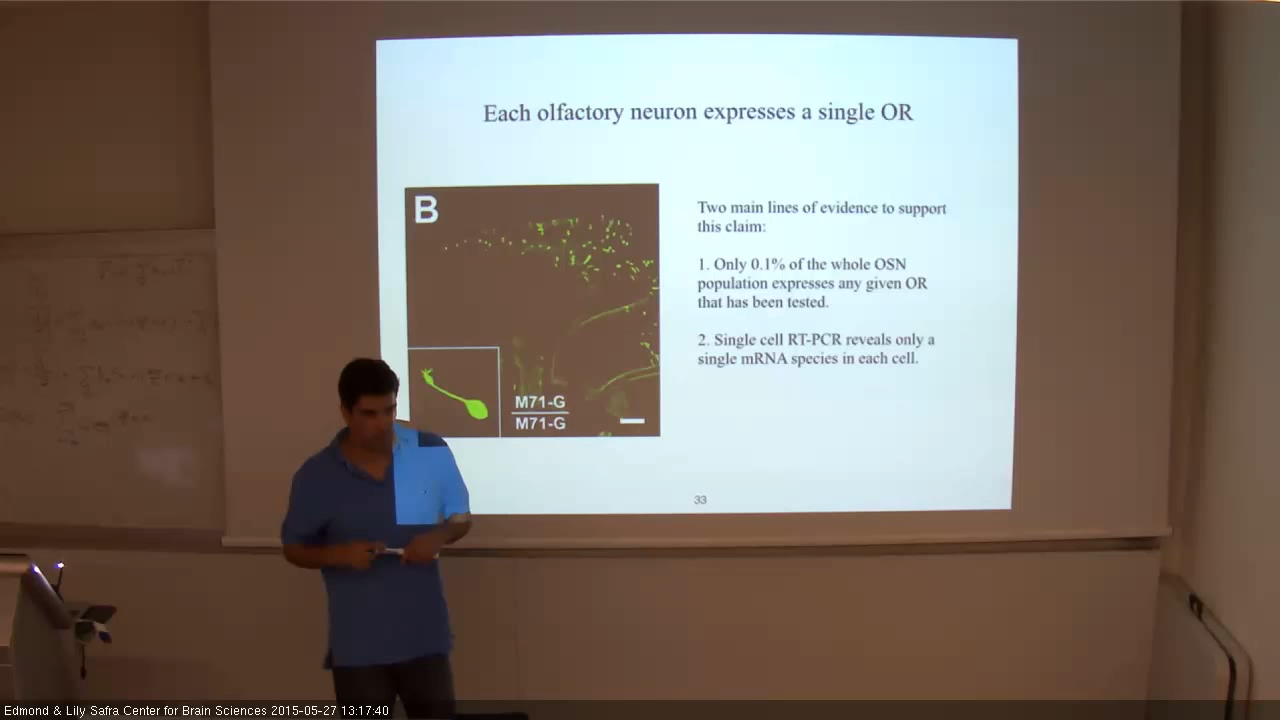 Each olfactory neuron expresses a single OR
B
M71-G
M71-G
Two main lines of evidence to support
this claim:
1. Only 0.1% of the whole OSN
population expresses any given OR
that has been tested.
2. Single cell RT-PCR reveals only a
single mRNA species in each cell.
33
Edmond & Lily Safra Center for Brain Sciences 2015-05-27 13:17:40